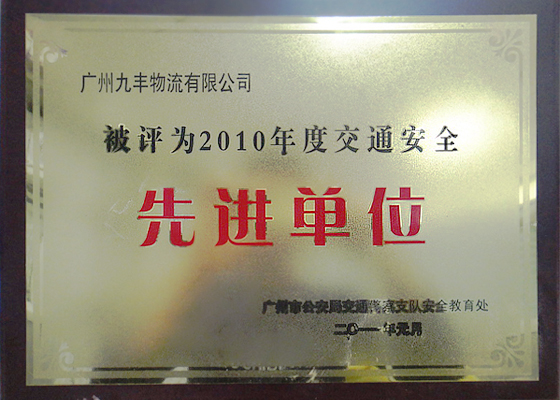 广州九丰物流有限公司
被评为2010年度交通安全
先进单位
广州市公安局交通警察支队安全教育处
二〇一一年元月